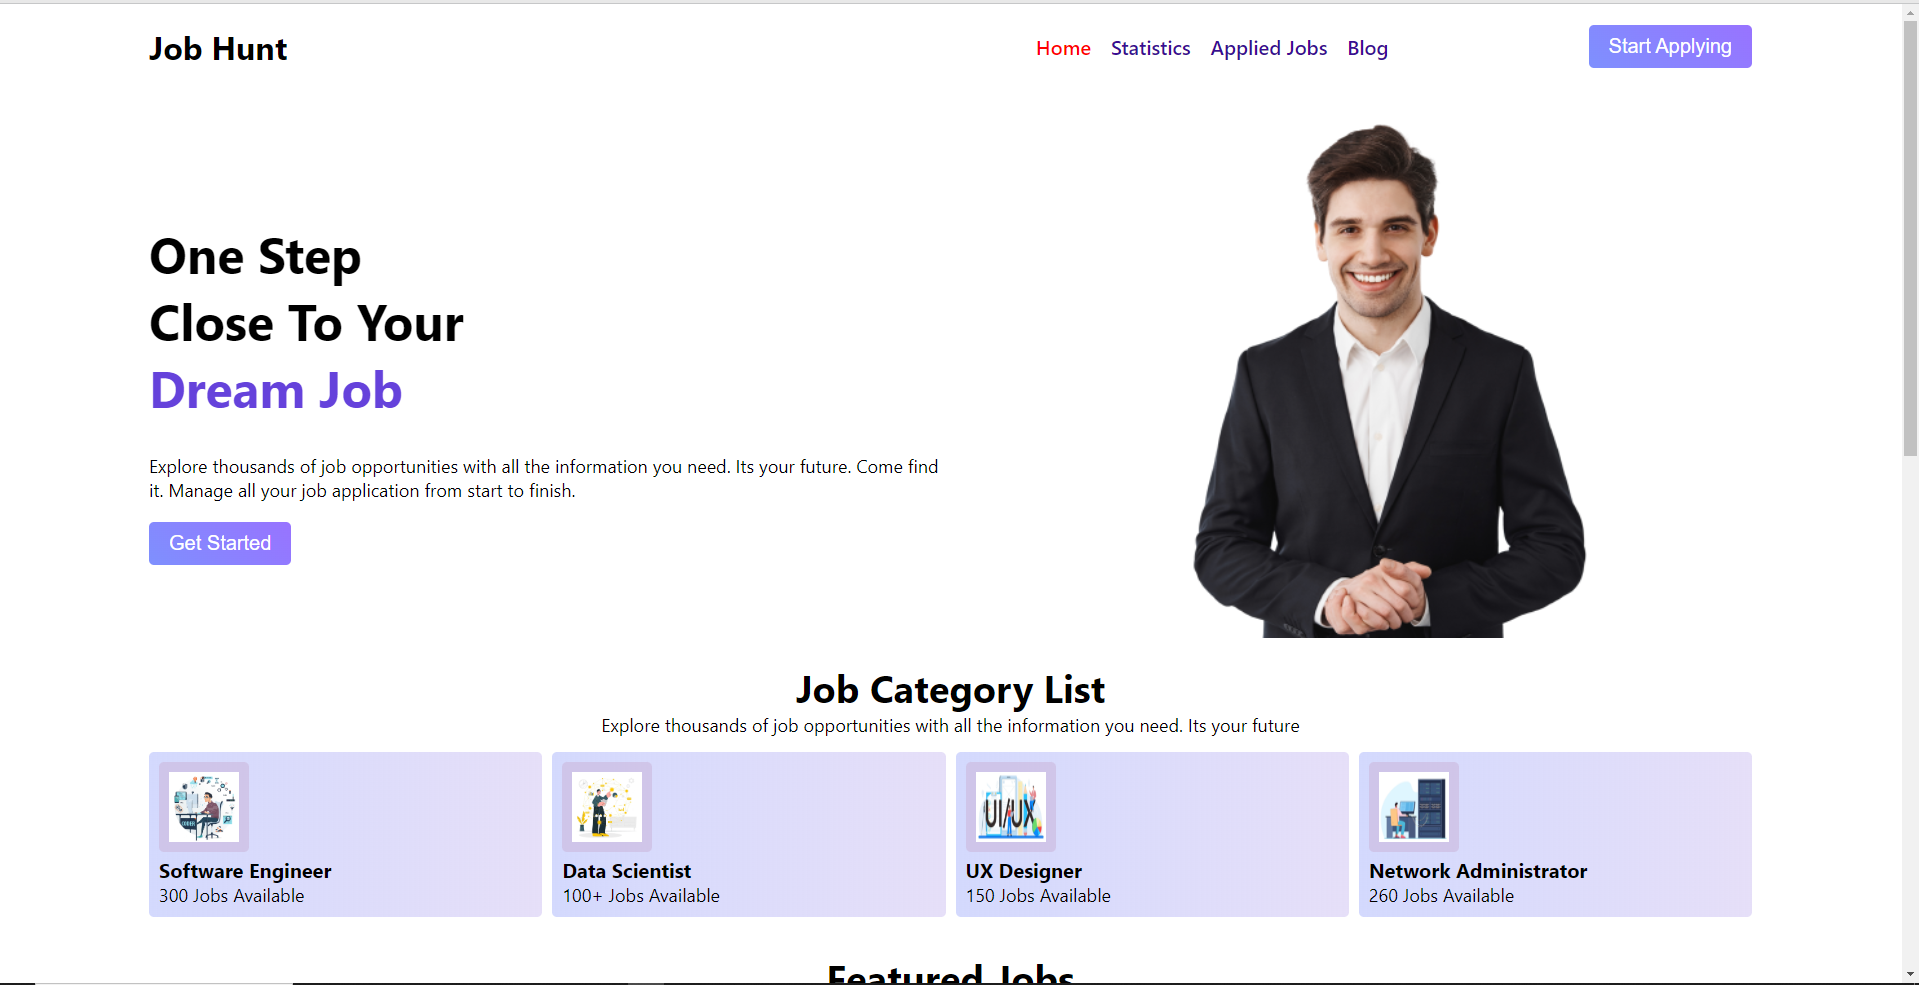 Job Hunt
Home Statistics Applied Jobs Blog
Start Applying
One Step
Close To Your
Dream Job
Explore thousands of job opportunities with all the information you need. Its your future. Come find
it. Manage all your job application from start to finish.
Get Started
Job Category List
Explore thousands of job opportunities with all the information you need. Its your future
Software Engineer
300 Jobs Available
Data Scientist
100+ Jobs Available
UI/UX
UX Designer
150 Jobs Available
Network Administrator
260 Jobs Available
Featured Jobs